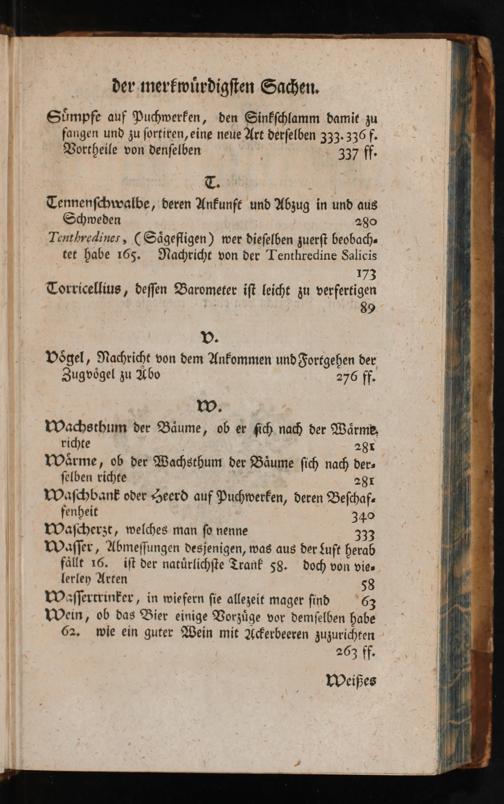 der merkwürdigsten Sachen.
Sümpfe auf Puchwerken, den Sinkschlamm damit zu
fangen und zu sortiren, eine neue Art derselben 333. 336 f.
Vortheile von denselben 337 ff.
T.
Tennenschwalbe, deren Ankunft und Abzug in und aus
Schweden 280
Tenthredines, (Sägefligen) wer dieselben zuerst beobach-
tet habe 165. Nachricht von der Tenthredine Salicis
173
Torricellius, dessen Barometer ist leicht zu verfertigen
89
V.
Vögel, Nachricht von dem Ankommen und Fortgehen der
Zugvögel zu Åbo 276 ff.
W.
Wachsthum der Bäume, ob er sich nach der Wärme,
richte 281
Wärme, ob der Wachsthum der Bäume sich nach der-
selben richte 281
Waschbank oder Heerd auf Puchwerken, deren Beschaf-
fenheit 340
Wascherzt, welches man so nenne 333
Wasser, Abmessungen desjenigen, was aus der Luft herab
fällt 16. ist der natürlichste Trank 58. doch von vie-
lerley Arten 58
Wassertrinker, in wiefern sie allezeit mager sind 63
Wein, ob das Bier einige Vorzüge vor demselben habe
62. wie ein guter Wein mit Ackerbeeren zuzurichten
263 ff.
Weißes